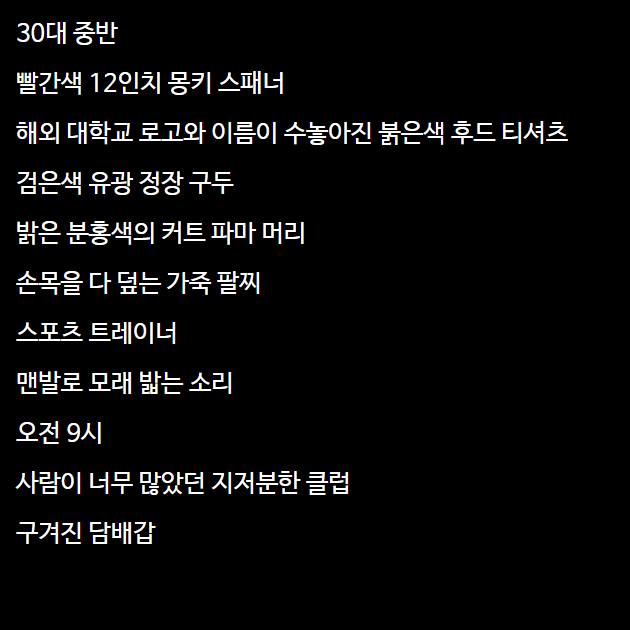 30대 중반
빨간색 12인치 몽키 스패너
해외 대학교 로고와 이름이 수놓아진 붉은색 후드 티셔츠
검은색 유광 정장 구두
밝은 분홍색의 커트 파마 머리
손목을 다 덮는 가죽 팔찌
스포츠 트레이너
맨발로 모래 밟는 소리
오전 9시
사람이 너무 많았던 지저분한 클럽
구겨진 담배갑